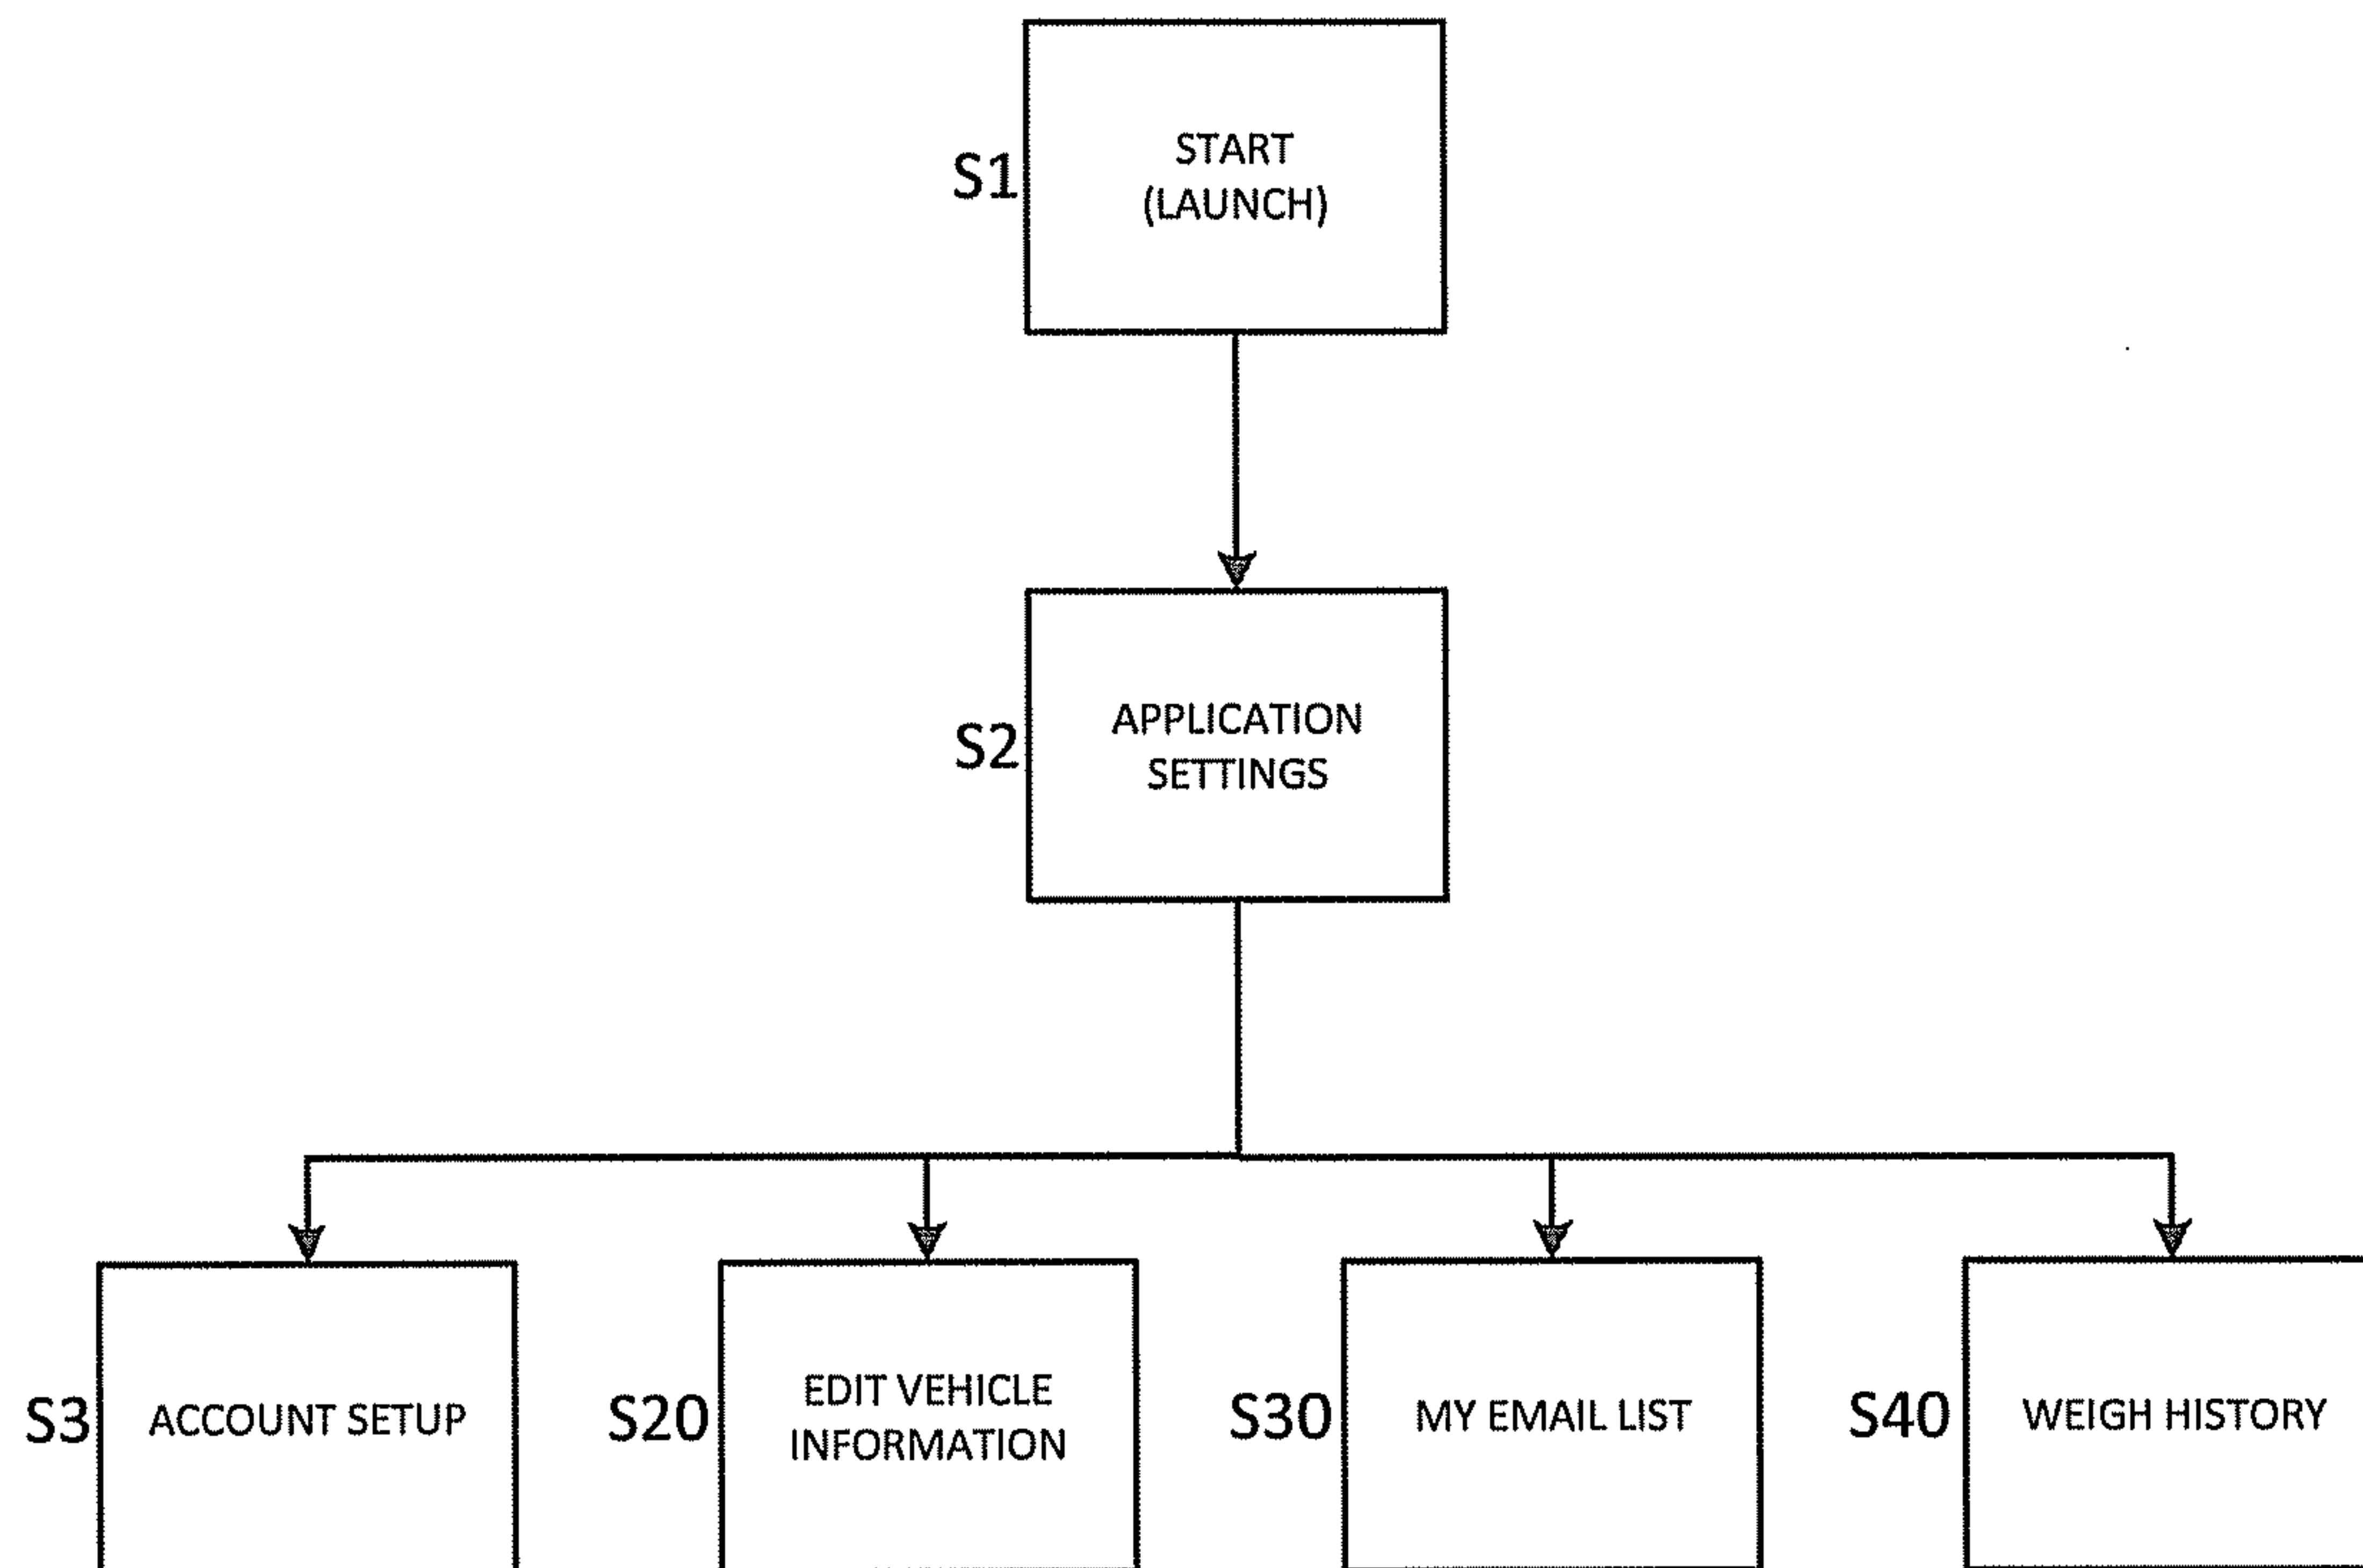 S1
START
(LAUNCH)
S2
APPLICATION
SETTINGS
S3
ACCOUNT SETUP
S20
EDIT VEHICLE
INFORMATION
S30
MY EMAIL LIST
S40
WEIGH HISTORY